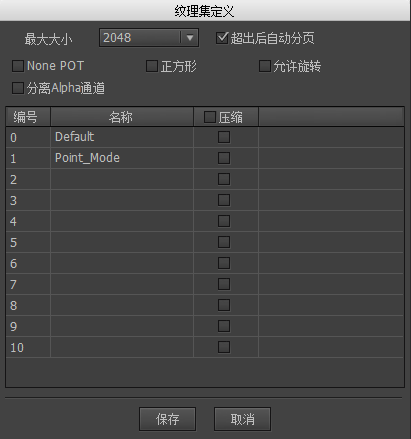 纹理集定义
最大大小 2048 超出后自动分页
None POT 正方形 允许旋转
分离Alpha通道
编号 名称 压缩
0 Default
1 Point_Mode
2
3
4
5
6
7
8
9
10
保存 取消